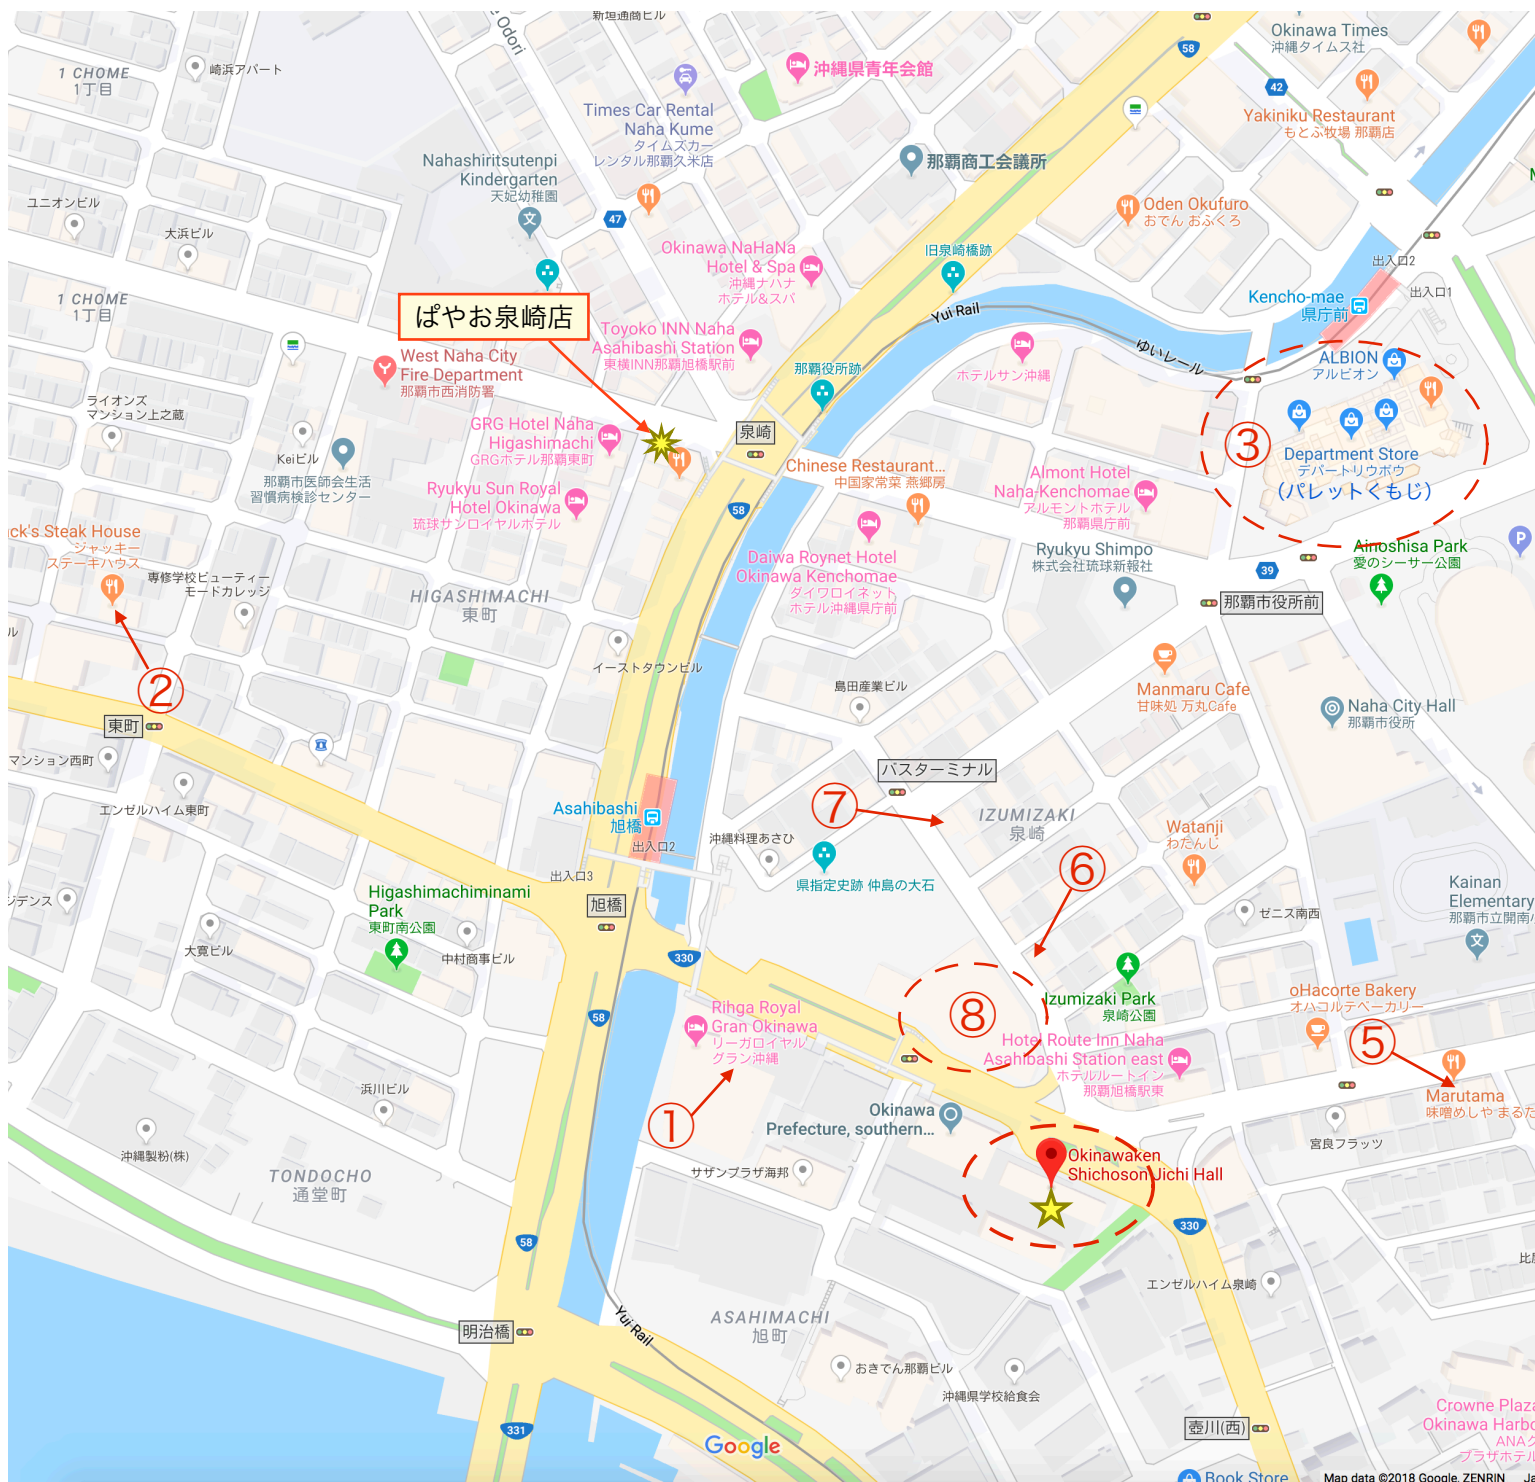 Okinawa Times
沖縄タイムス社
新垣通商ビル
Odori
58
1 CHOME
1丁目
崎浜アパート
沖縄県青年会館
42
Times Car Rental
Naha Kume
タイムズカー
レンタル那覇久米店
Yakiniku Restaurant
もとぶ牧場 那覇店
Nahashiritsutenpi
Kindergarten
天妃幼稚園
那覇商工会議所
ユニオンビル
47
Oden Okufuro
おでん おふくろ
大浜ビル
Okinawa NaHaNa
Hotel & Spa
沖縄ナハナ
ホテル&スパ
旧泉崎橋跡
出入口2
出入口1
1 CHOME
1丁目
Kencho-mae
県庁前
ぱやお泉崎店
Yui Rail
ゆいレール
Toyoko INN Naha
Asahibashi Station
東横INN那覇旭橋駅前
West Naha City
Fire Department
那覇市西消防署
那覇役所跡
ホテルサン沖縄
ALBION
アルビオン
ライオンズ
マンション上之蔵
GRG Hotel Naha
Higashimachi
GRGホテル那覇東町
泉崎
③
Department Store
デパートリウボウ
(パレットくもじ)
Keiビル
那覇市医師会生活
習慣病検診センター
Ryukyu Sun Royal
Hotel Okinawa
琉球サンロイヤルホテル
Chinese Restaurant...
中国家常菜 燕郷房
Almont Hotel
Naha-Kenchomae
アルモントホテル
那覇県庁前
58
ck's Steak House
ジャッキー
ステーキハウス
Daiwa Roynet Hotel
Okinawa Kenchomae
ダイワロイネット
ホテル沖縄県庁前
Ryukyu Shimpo
株式会社琉球新報社
Ainoshisa Park
愛のシーサー公園
P
39
専修学校ビューティー
モードカレッジ
HIGASHIMACHI
東町
那覇市役所前
ル
イーストタウンビル
②
島田産業ビル
Manmaru Cafe
甘味処 万丸Cafe
Naha City Hall
那覇市役所
東町
マンション西町
バスターミナル
エンゼルハイム東町
Asahibashi
旭橋
出入口2
⑦
IZUMIZAKI
泉崎
沖縄料理あさひ
Watanji
わたんじ
出入口3
県指定史跡 仲島の大石
⑥
Higashimachiminami
Park
東町南公園
旭橋
ジデンス
ゼニス南西
Kainan
Elementary
那覇市立開南小
大寛ビル
中村商事ビル
330
58
Rihga Royal
Gran Okinawa
リーガロイヤル
グラン沖縄
⑧
Izumizaki Park
泉崎公園
oHacorte Bakery
オハコルテベーカリー
Hotel Route Inn Naha
Asahibashi Station east
ホテルルートイン
那覇旭橋駅東
⑤
浜川ビル
①
Okinawa
Prefecture, southern...
Marutama
味噌めしや まるた
宮良フラッツ
沖縄製粉(株)
サザンプラザ海邦
Okinawaken
Shichoson Jichi Hall
TONDOCHO
通堂町
58
330
エンゼルハイム泉崎
Yui Rail
ASAHIMACHI
旭町
明治橋
おきでん那覇ビル
沖縄県学校給食会
331
Google
壺川(西)
Crowne Plaza
Okinawa Harbo
ANAク
プラザホテル
Book Store
Map data ©2018 Google, ZENRIN